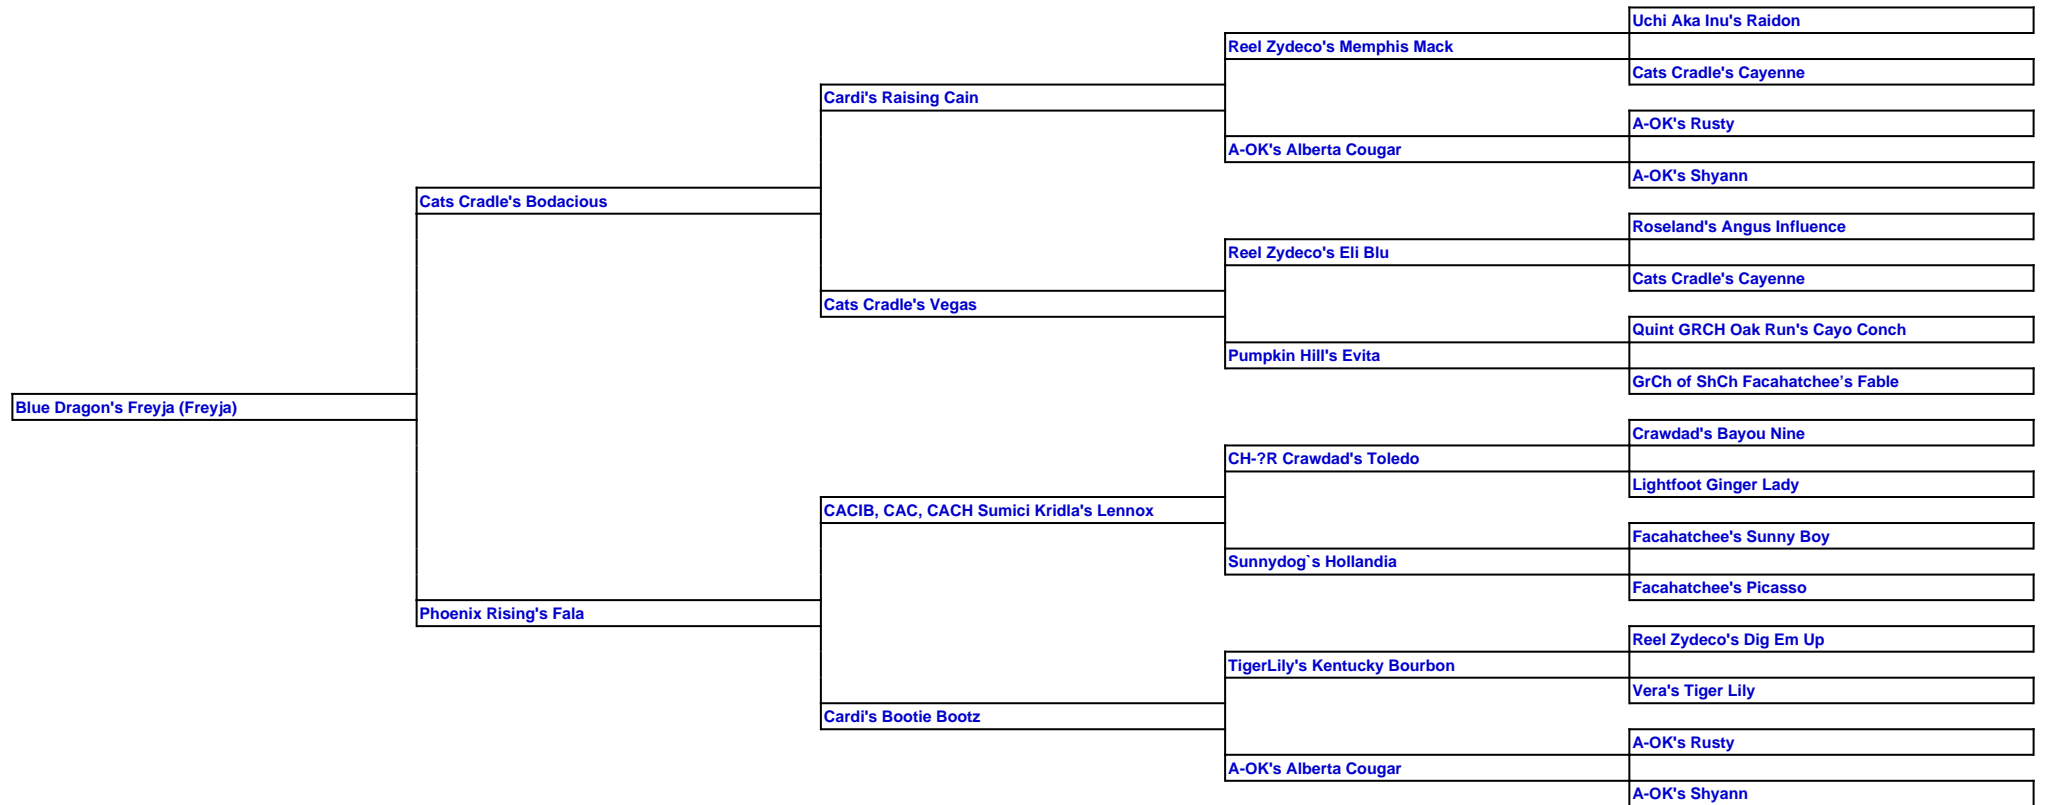 Uchi Aka Inu's Raidon
Reel Zydeco's Memphis Mack
Cats Cradle's Cayenne
Cardi's Raising Cain
A-OK's Rusty
A-OK's Alberta Cougar
A-OK's Shyann
Cats Cradle's Bodacious
Roseland's Angus Influence
Reel Zydeco's Eli Blu
Cats Cradle's Cayenne
Cats Cradle's Vegas
Quint GRCH Oak Run's Cayo Conch
Pumpkin Hill's Evita
GrCh of ShCh Facahatchee’s Fable
Blue Dragon's Freyja (Freyja)
Crawdad's Bayou Nine
CH-?R Crawdad's Toledo
Lightfoot Ginger Lady
CACIB, CAC, CACH Sumici Kridla's Lennox
Facahatchee's Sunny Boy
Sunnydog`s Hollandia
Facahatchee's Picasso
Phoenix Rising's Fala
Reel Zydeco's Dig Em Up
TigerLily's Kentucky Bourbon
Vera's Tiger Lily
Cardi's Bootie Bootz
A-OK's Rusty
A-OK's Alberta Cougar
A-OK's Shyann